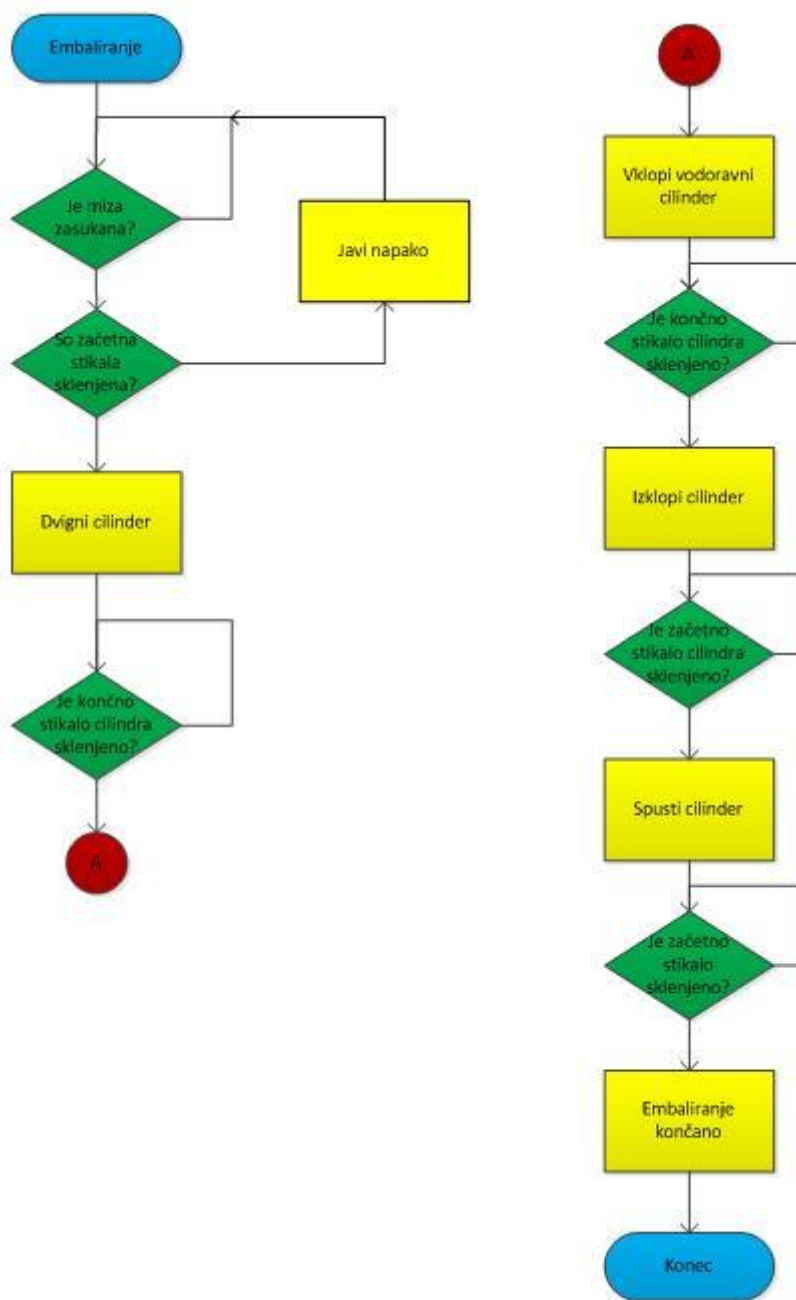 Embaliranje
Je miza
zasukana?
Javi napako
So začetna
stikala
sklenjena?
Dvigni cilinder
Je končno
stikalo cilindra
sklenjeno?
A
A
Vklopi vodoravni
cilinder
Je končno
stikalo cilindra
sklenjeno?
Izklopi cilinder
Je začetno
stikalo cilindra
sklenjeno?
Spusti cilinder
Je začetno
stikalo
sklenjeno?
Embaliranje
končano
Konec